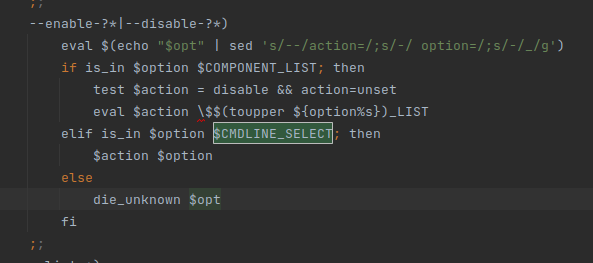 ;;
--enable-?*|--disable-?*)
eval $(echo "$opt" | sed 's/--/action=/;s/-/ option=/;s/-/_/g')
if is_in $option $COMPONENT_LIST; then
test $action = disable && action=unset
eval $action \$$(toupper ${option%s})_LIST
elif is_in $option $CMDLINE_SELECT; then
$action $option
else
die_unknown $opt
fi
;;